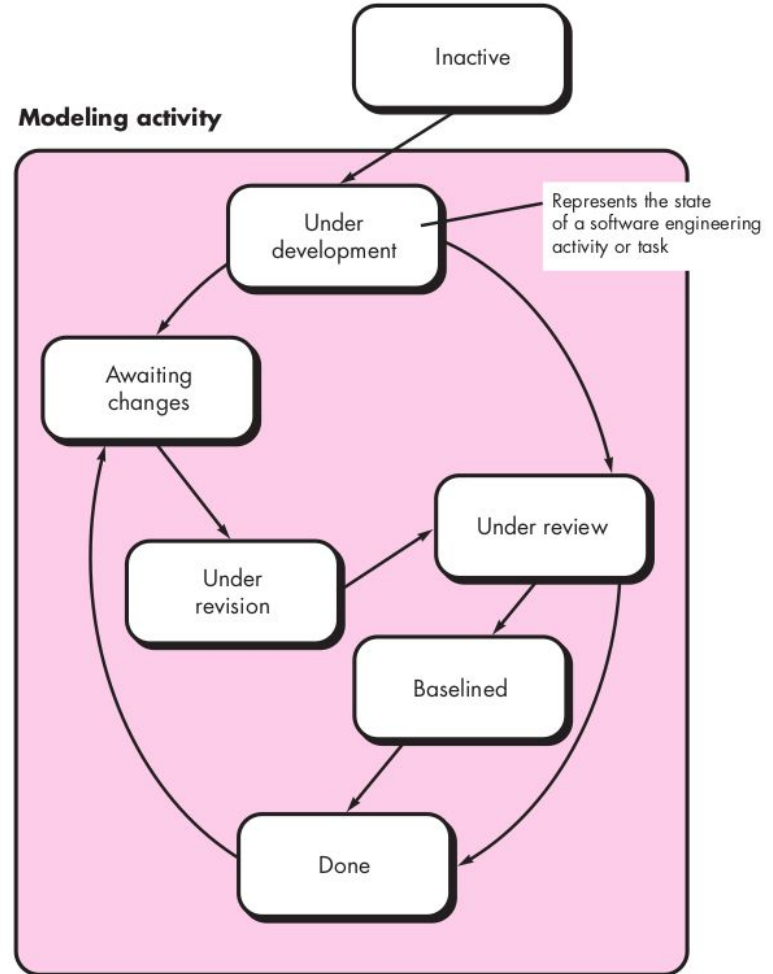 Inactive
Modeling activity
Under
development
Represents the state
of a software engineering
activity or task
Awaiting
changes
Under review
Under
revision
Baselined
Done